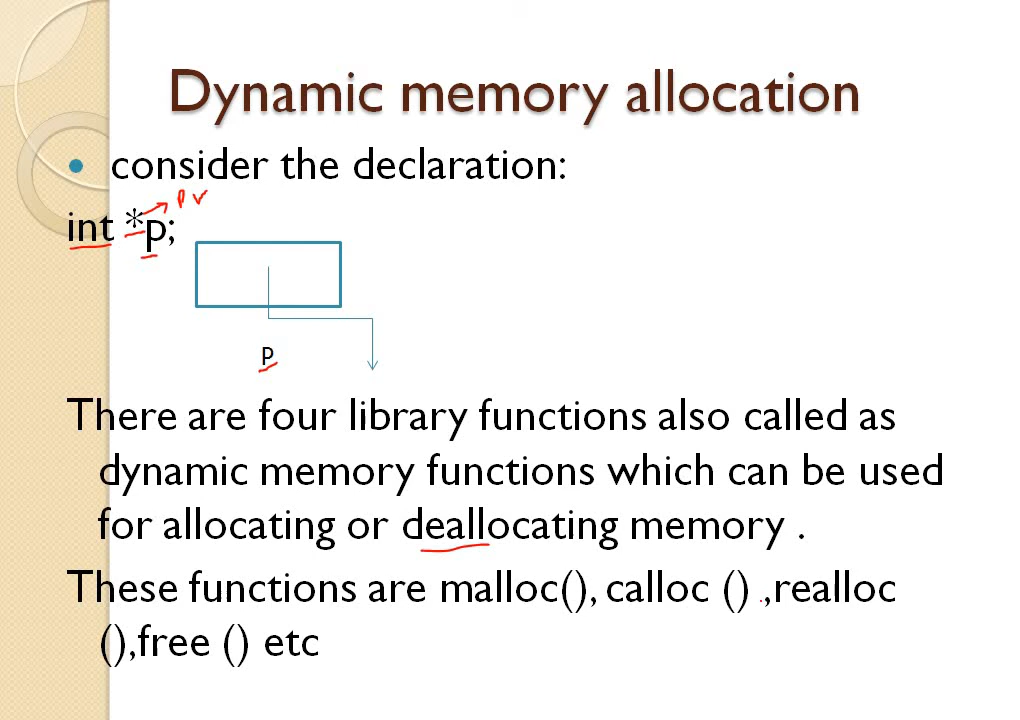 Dynamic memory allocation
consider the declaration:
p v
int *p;
P
There are four library functions also called as
dynamic memory functions which can be used
for allocating or deallocating memory .
These functions are malloc(), calloc () ,realloc
(),free () etc